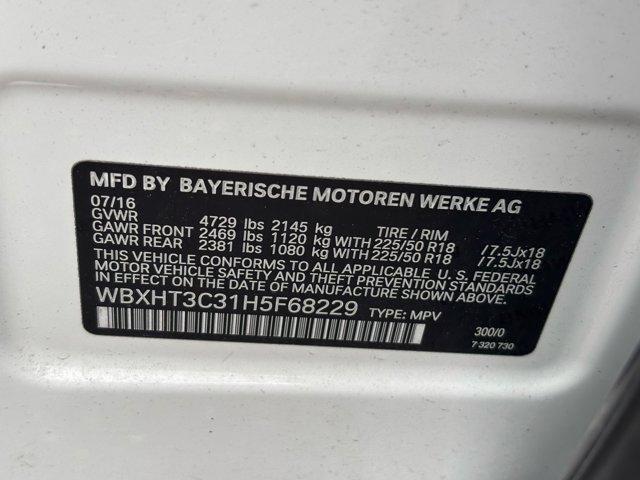 MFD BY BAYERISCHE MOTOREN WERKE AG
07/16
GVWR 4729 lbs 2145 kg TIRE / RIM
GAWR FRONT 2469 lbs 1120 kg WITH 225/50 R18 /7.5Jx18
GAWR REAR 2381 lbs 1080 kg WITH 225/50 R18 /7.5Jx18
THIS VEHICLE CONFORMS TO ALL APPLICABLE U. S. FEDERAL
MOTOR VEHICLE SAFETY AND THEFT PREVENTION STANDARDS
IN EFFECT ON THE DATE OF MANUFACTURE SHOWN ABOVE.
WBXHT3C31H5F68229 TYPE: MPV
300/0
7 320 730